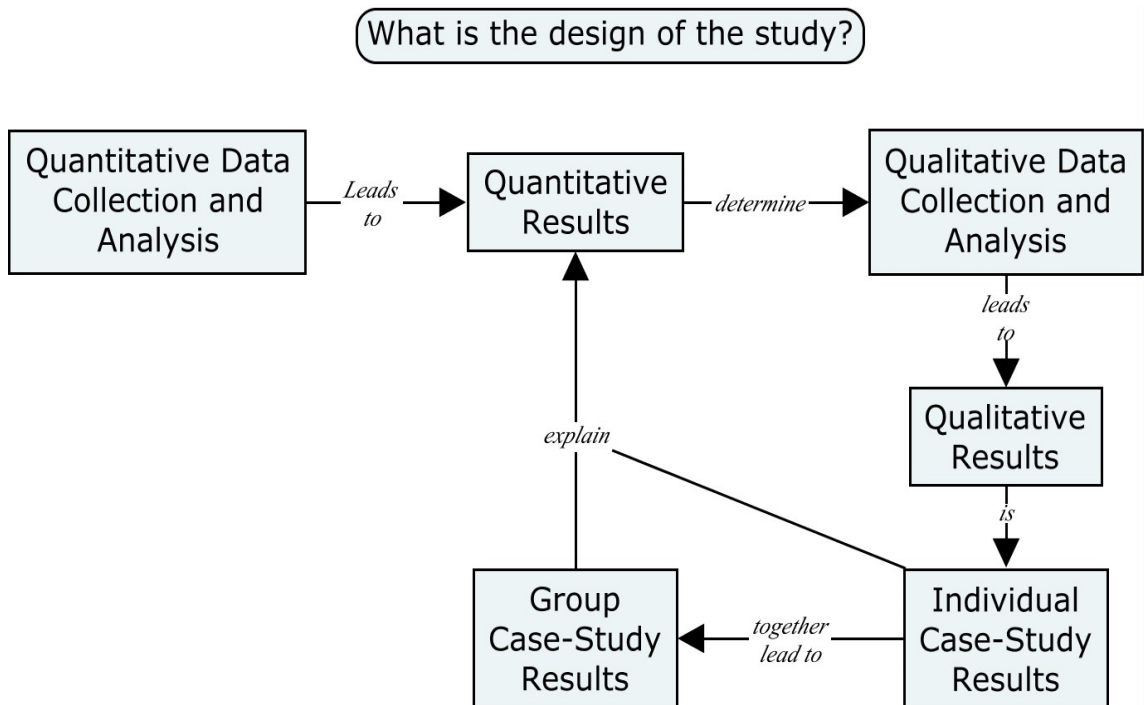 What is the design of the study?
Quantitative Data
Collection and
Analysis
Leads
to
Quantitative
Results
determine
Qualitative Data
Collection and
Analysis
leads
to
Qualitative
Results
is
explain
Group
Case-Study
Results
together
lead to
Individual
Case-Study
Results